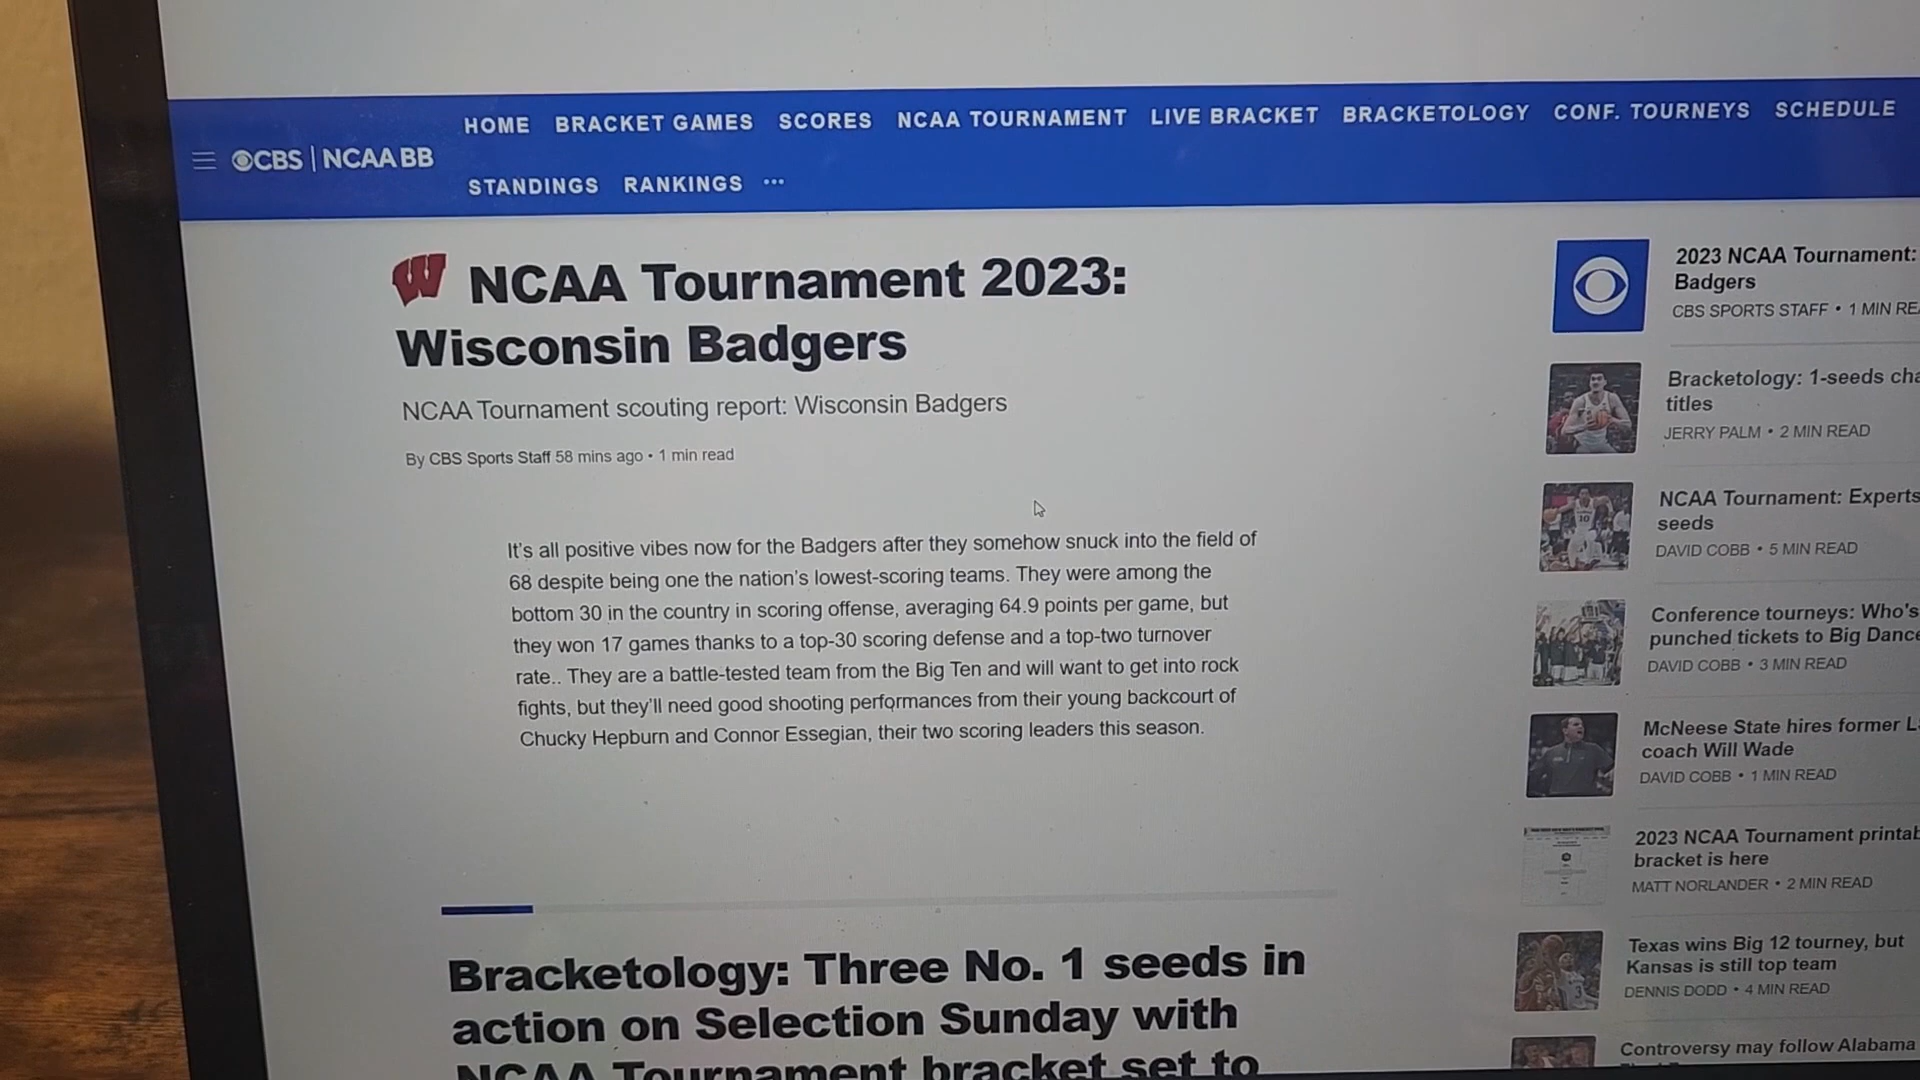 HOME BRACKET GAMES SCORES NCAA TOURNAMENT LIVE BRACKET BRACKETOLOGY CONF. TOURNEYS SCHEDULE
CBS | NCAA BB
STANDINGS RANKINGS ...
W NCAA Tournament 2023:
Wisconsin Badgers
NCAA Tournament scouting report: Wisconsin Badgers
By CBS Sports Staff 58 mins ago • 1 min read
It's all positive vibes now for the Badgers after they somehow snuck into the field of
68 despite being one the nation's lowest-scoring teams. They were among the
bottom 30 in the country in scoring offense, averaging 64.9 points per game, but
they won 17 games thanks to a top-30 scoring defense and a top-two turnover
rate.. They are a battle-tested team from the Big Ten and will want to get into rock
fights, but they'll need good shooting performances from their young backcourt of
Chucky Hepburn and Connor Essegian, their two scoring leaders this season.
Bracketology: Three No. 1 seeds in
action on Selection Sunday with
NCAA Tournament bracket set to
2023 NCAA Tournament:
Badgers
CBS SPORTS STAFF • 1 MIN
Bracketology: 1-seeds
titles
JERRY PALM • 2 MIN READ
NCAA Tournament: Experts
seeds
DAVID COBB • 5 MIN READ
Conference tourneys: Who's
punched tickets to Big Dance
DAVID COBB • 3 MIN READ
McNeese State hires former
coach Will Wade
DAVID COBB • 1 MIN READ
2023 NCAA Tournament
bracket is here
MATT NORLANDER • 2 MIN READ
Texas wins Big 12 tourney, but
Kansas is still top team
DENNIS DODD • 4 MIN READ
Controversy may follow Alabama